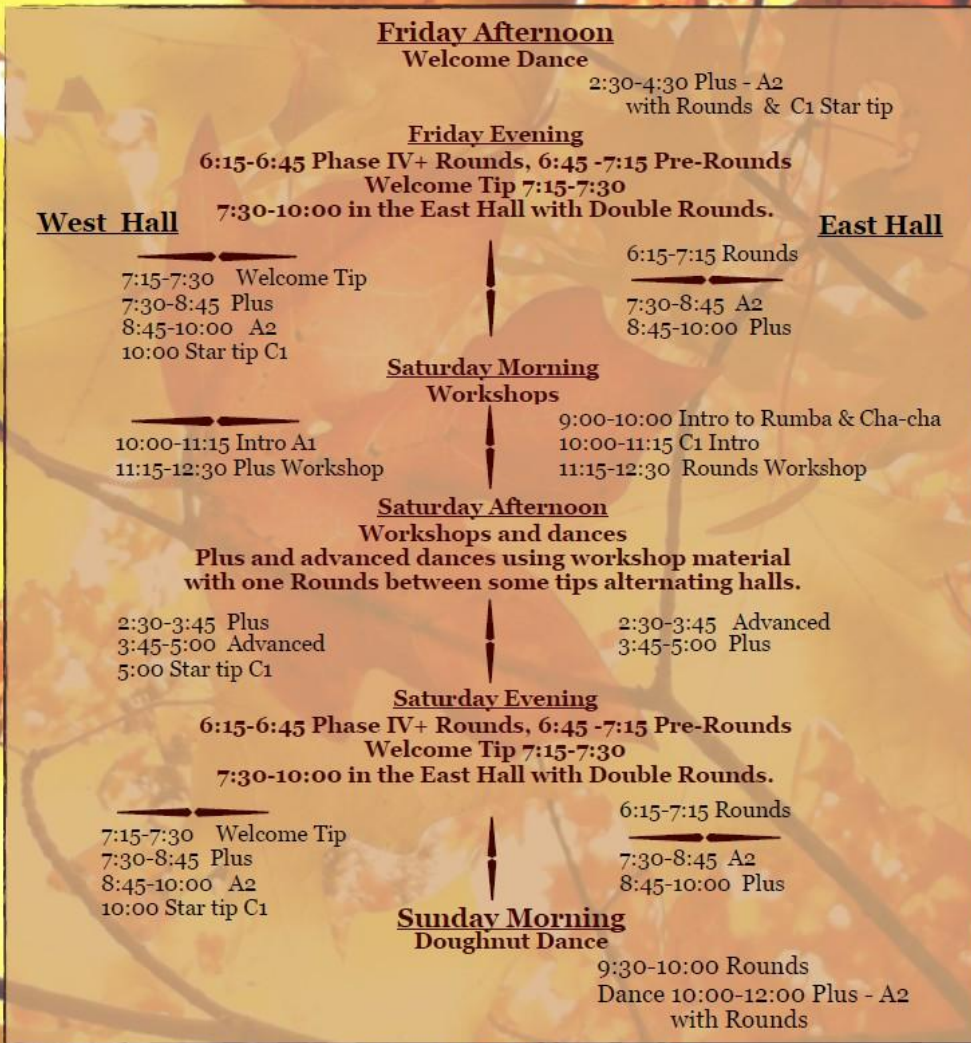 Friday Afternoon
Welcome Dance
2:30-4:30 Plus - A2
with Rounds & C1 Star tip
Friday Evening
6:15-6:45 Phase IV+ Rounds, 6:45 -7:15 Pre-Rounds
Welcome Tip 7:15-7:30
7:30-10:00 in the East Hall with Double Rounds.
West Hall
7:15-7:30 Welcome Tip
7:30-8:45 Plus
8:45-10:00 A2
10:00 Star tip C1
East Hall
6:15-7:15 Rounds
7:30-8:45 A2
8:45-10:00 Plus
Saturday Morning
Workshops
10:00-11:15 Intro A1
11:15-12:30 Plus Workshop
9:00-10:00 Intro to Rumba & Cha-cha
10:00-11:15 C1 Intro
11:15-12:30 Rounds Workshop
Saturday Afternoon
Workshops and dances
Plus and advanced dances using workshop material
with one Rounds between some tips alternating halls.
2:30-3:45 Plus
3:45-5:00 Advanced
5:00 Star tip C1
2:30-3:45 Advanced
3:45-5:00 Plus
Saturday Evening
6:15-6:45 Phase IV+ Rounds, 6:45 -7:15 Pre-Rounds
Welcome Tip 7:15-7:30
7:30-10:00 in the East Hall with Double Rounds.
7:15-7:30 Welcome Tip
7:30-8:45 Plus
8:45-10:00 A2
10:00 Star tip C1
6:15-7:15 Rounds
7:30-8:45 A2
8:45-10:00 Plus
Sunday Morning
Doughnut Dance
9:30-10:00 Rounds
Dance 10:00-12:00 Plus - A2
with Rounds